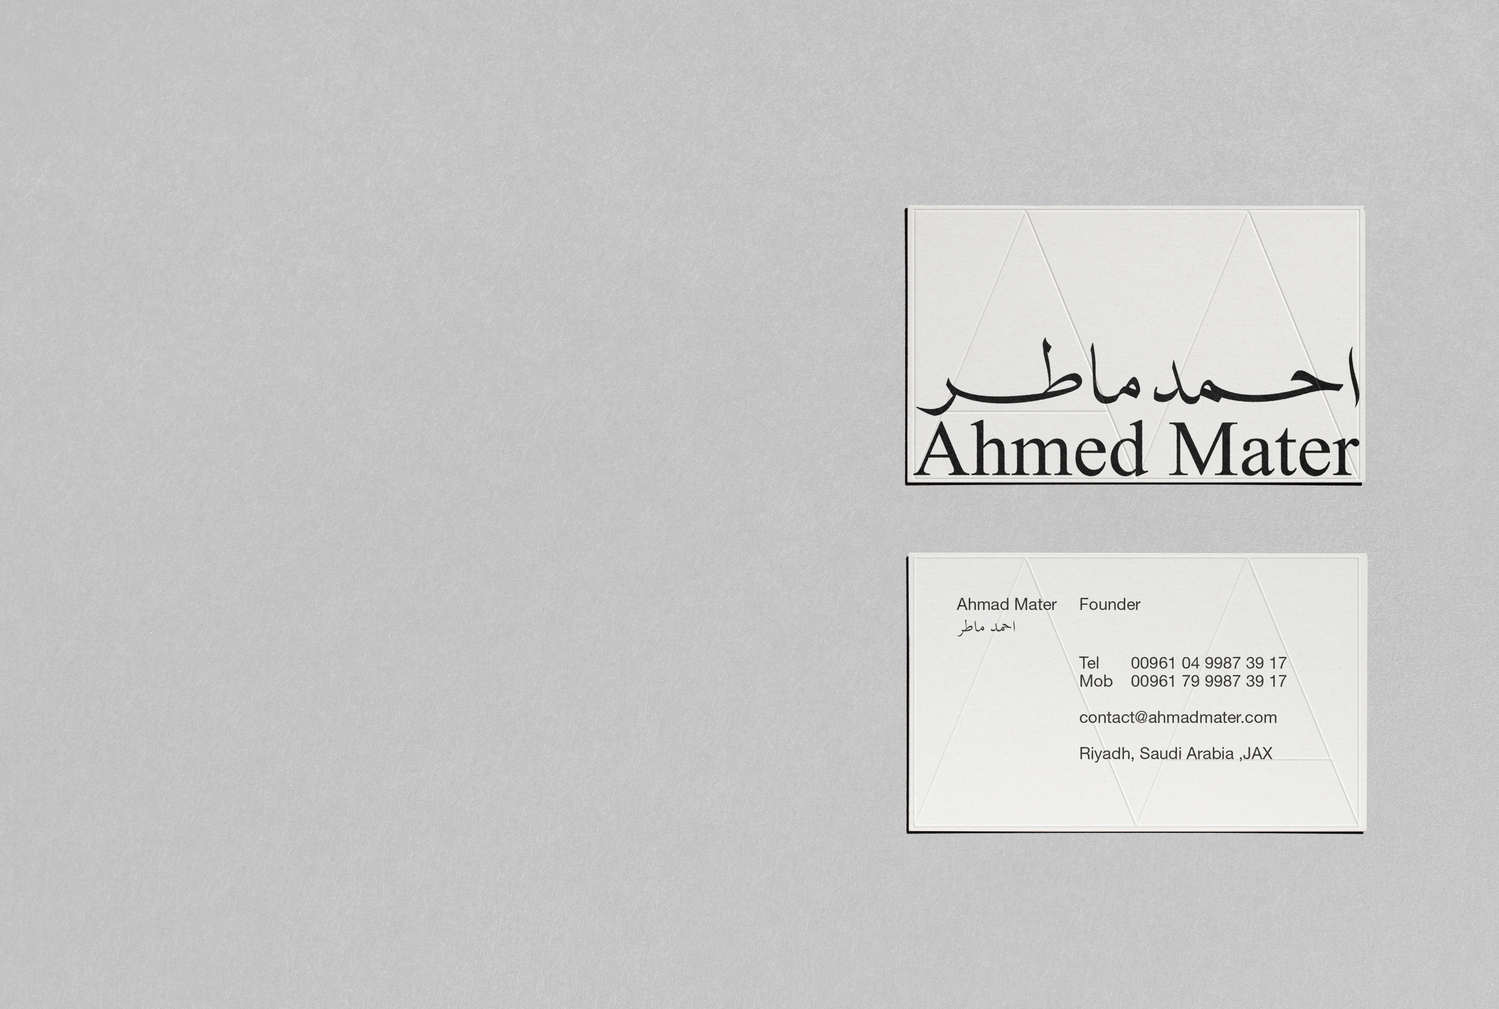 احمد ماطر
Ahmed Mater
Ahmad Mater Founder
احمد ماطر
Tel 00961 04 9987 39 17
Mob 00961 79 9987 39 17
contact@ahmadmater.com
Riyadh, Saudi Arabia ,JAX